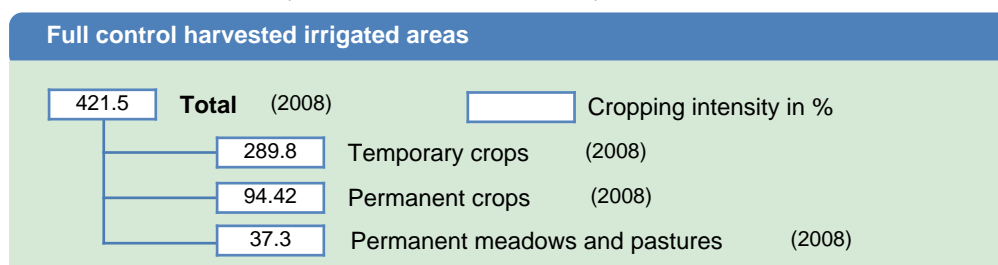 Full control harvested irrigated areas
421.5 Total (2008) Cropping intensity in %
289.8 Temporary crops (2008)
94.42 Permanent crops (2008)
37.3 Permanent meadows and pastures (2008)